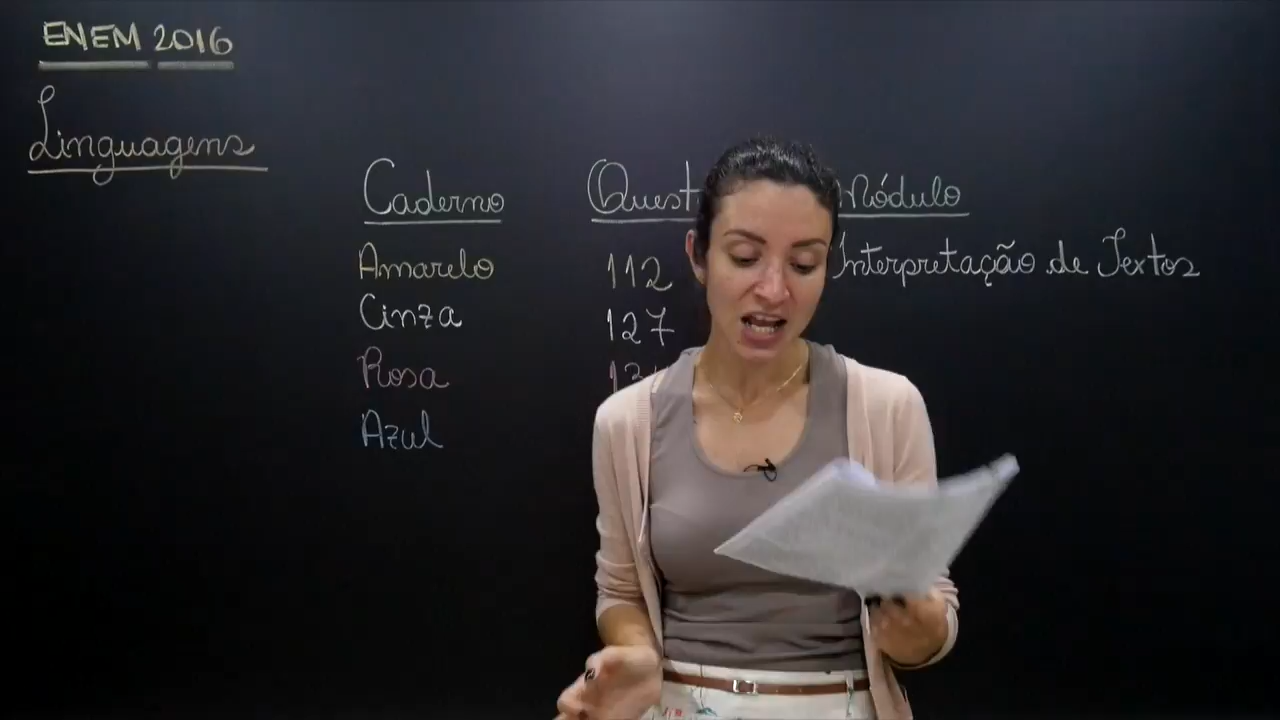 ENEM 2016
Linguagens
Caderno Módulo
Amarelo 112 Interpretação de Textos
Cinza 127
Rosa
Azul